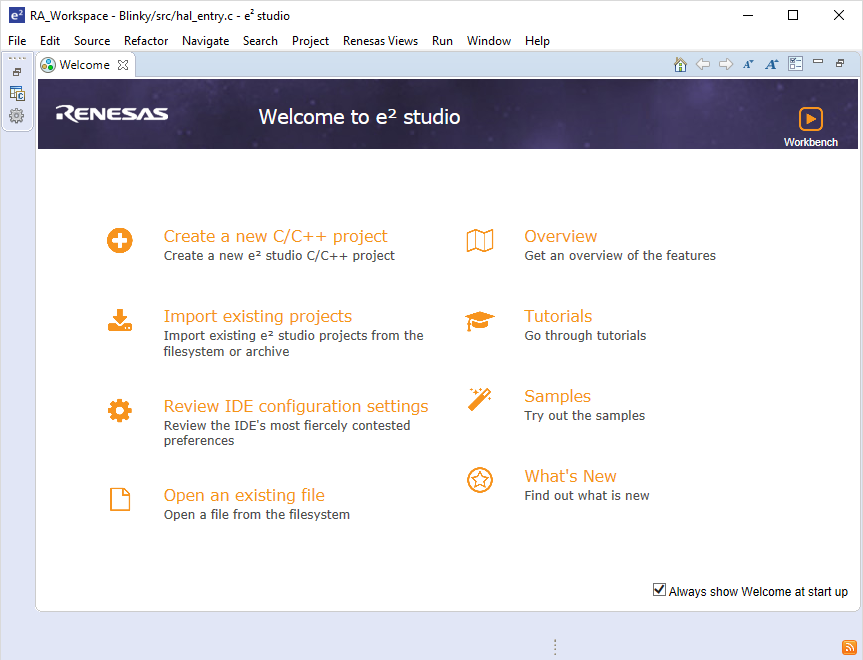 RA_Workspace - Blinky/src/hal_entry.c - e² studio
File Edit Source Refactor Navigate Search Project Renesas Views Run Window Help
Welcome
RENESAS
Welcome to e² studio
Workbench
Create a new C/C++ project
Create a new e² studio C/C++ project
Import existing projects
Import existing e² studio projects from the
filesystem or archive
Review IDE configuration settings
Review the IDE's most fiercely contested
preferences
Open an existing file
Open a file from the filesystem
Overview
Get an overview of the features
Tutorials
Go through tutorials
Samples
Try out the samples
What's New
Find out what is new
Always show Welcome at start up